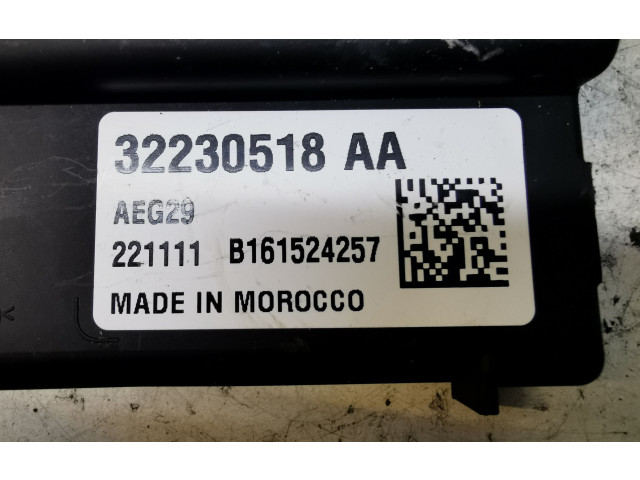 32230518 AA
AEG29
221111 B161524257
MADE IN MOROCCO